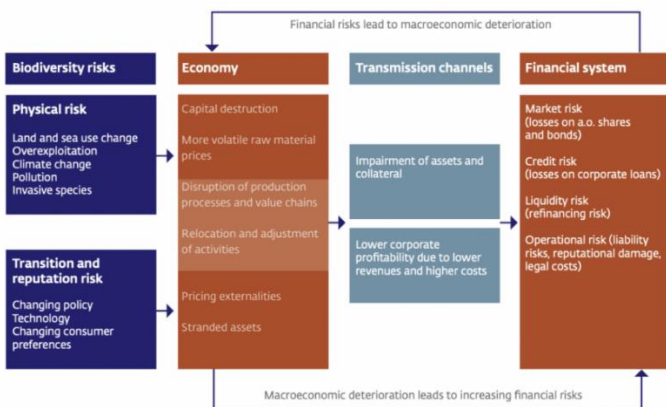 Financial risks lead to macroeconomic deterioration
Biodiversity risks
Economy
Transmission channels
Financial system
Physical risk
Land and sea use change
Overexploitation
Climate change
Pollution
Invasive species
Transition and
reputation risk
Changing policy
Technology
Changing consumer
preferences
Capital destruction
More volatile raw material
prices
Disruption of production
processes and value chains
Relocation and adjustment
of activities
Pricing externalities
Stranded assets
Impairment of assets and
collateral
Lower corporate
profitability due to lower
revenues and higher costs
Market risk
(losses on a.o. shares
and bonds)
Credit risk
(losses on corporate loans)
Liquidity risk
(refinancing risk)
Operational risk (liability
risks, reputational damage,
legal costs)
Macroeconomic deterioration leads to increasing financial risks